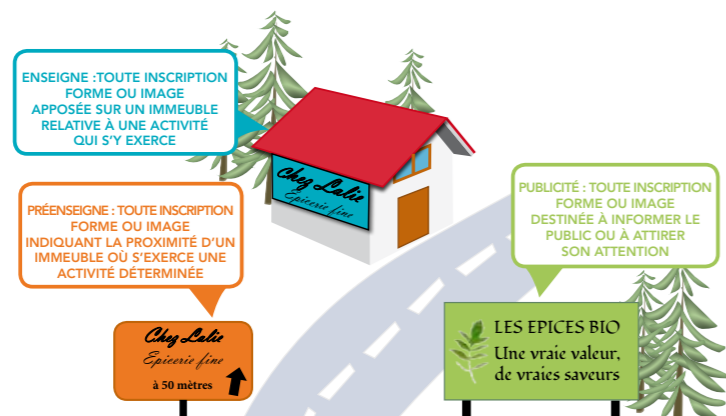 ENSEIGNE :TOUTE INSCRIPTION
FORME OU IMAGE
APPOSÉE SUR UN IMMEUBLE
RELATIVE À UNE ACTIVITÉ
QUI S'Y EXERCE
Chez Lalie
Epicerie fine
PRÉENSEIGNE : TOUTE INSCRIPTION
FORME OU IMAGE
INDIQUANT LA PROXIMITÉ D'UN
IMMEUBLE OÙ S'EXERCE UNE
ACTIVITÉ DÉTERMINÉE
PUBLICITÉ : TOUTE INSCRIPTION
FORME OU IMAGE
DESTINÉE À INFORMER LE
PUBLIC OU À ATTIRER
SON ATTENTION
Chez Lalie
Epicerie fine
à 50 mètres
LES EPICES BIO
Une vraie valeur,
de vraies saveurs